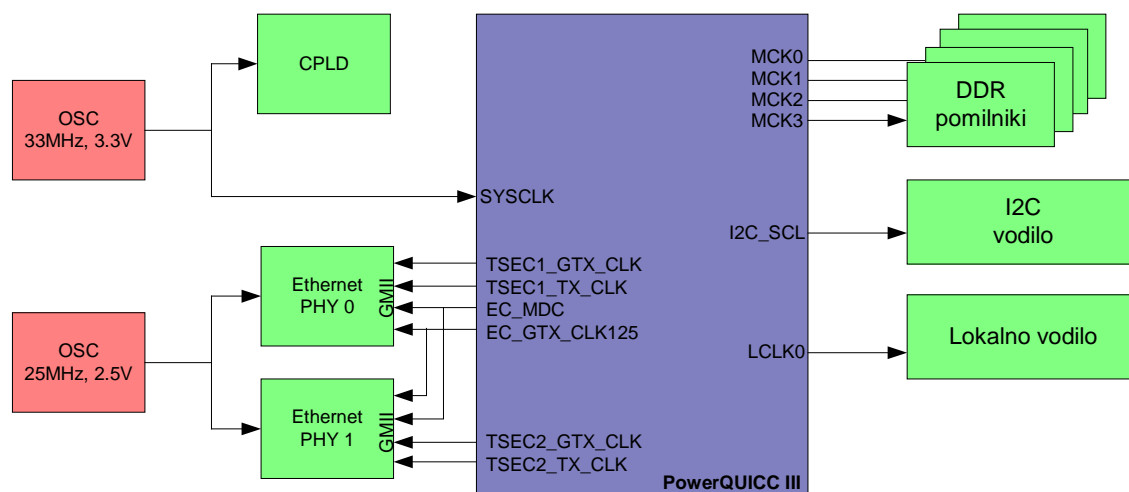 OSC
33MHz, 3.3V
CPLD
SYSCLK
MCK0
MCK1
MCK2
MCK3
DDR
pomilniki
I2C_SCL
I2C
vodilo
OSC
25MHz, 2.5V
Ethernet
PHY 0
GMII
TSEC1_GTX_CLK
TSEC1_TX_CLK
EC_MDC
EC_GTX_CLK125
LCLK0
Lokalno vodilo
Ethernet
PHY 1
GMII
TSEC2_GTX_CLK
TSEC2_TX_CLK
PowerQUICC III